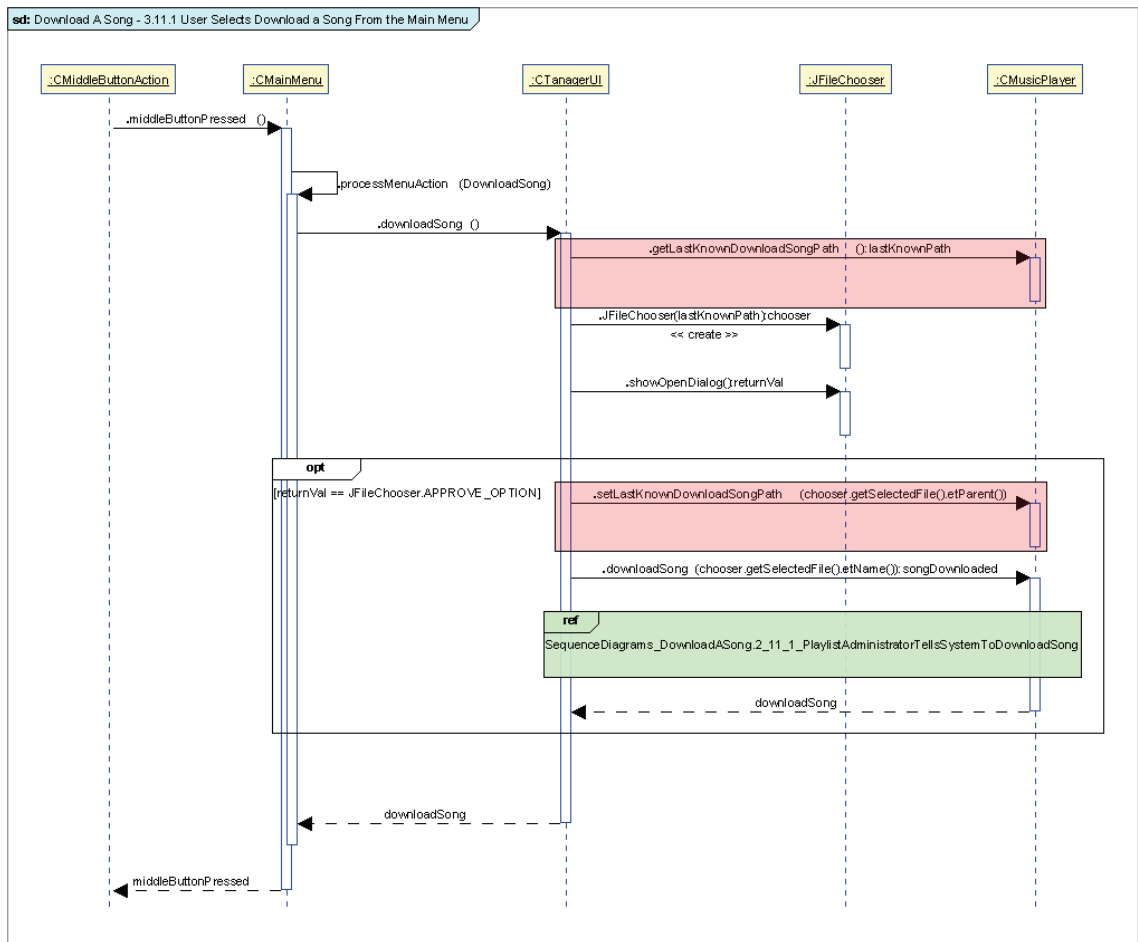 sd: Download A Song - 3.11.1 User Selects Download a Song From the Main Menu
:CMiddleButtonAction
:CMainMenu
:CTanagerUI
:JFileChooser
:CMusicPlayer
.middleButtonPressed ()
.processMenuAction (DownloadSong)
.downloadSong ()
.getLastKnownDownloadSongPath ():lastKnownPath
.JFileChooser(lastKnownPath):chooser
<< create >>
.showOpenDialog():returnVal
opt
[returnVal == JFileChooser.APPROVE_OPTION]
.setLastKnownDownloadSongPath (chooser.getSelectedFile().etParent())
.downloadSong (chooser.getSelectedFile().etName()): songDownloaded
ref
SequenceDiagrams_DownloadASong.2_11_1_PlaylistAdministratorTellsSystemToDownloadSong
downloadSong
downloadSong
middleButtonPressed